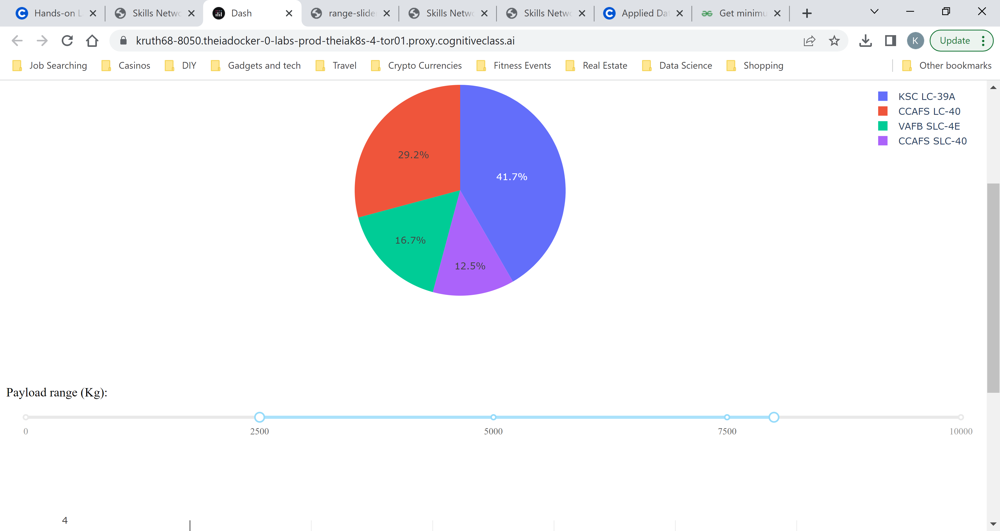 Hands-on L
Skills Netwo
Dash
range-slide
Skills Netwo
Skills Netwo
Applied Dat
Get minimu
kruth68-8050.theiadocker-0-labs-prod-theiak8s-4-tor01.proxy.cognitiveclass.ai
K
Update
Job Searching
Casinos
DIY
Gadgets and tech
Travel
Crypto Currencies
Fitness Events
Real Estate
Data Science
Shopping
Other bookmarks
KSC LC-39A
CCAFS LC-40
VAFB SLC-4E
CCAFS SLC-40
29.2%
41.7%
16.7%
12.5%
Payload range (Kg):
0
2500
5000
7500
10000
4